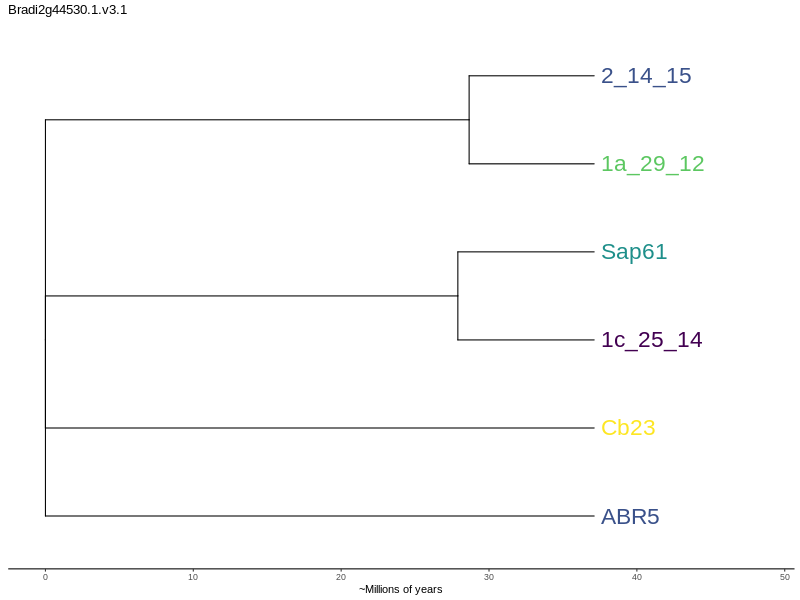 Bradi2g44530.1.v3.1
2_14_15
1a_29_12
Sap61
1c_25_14
Cb23
ABR5
0 10 20 30 40 50
~Millions of years